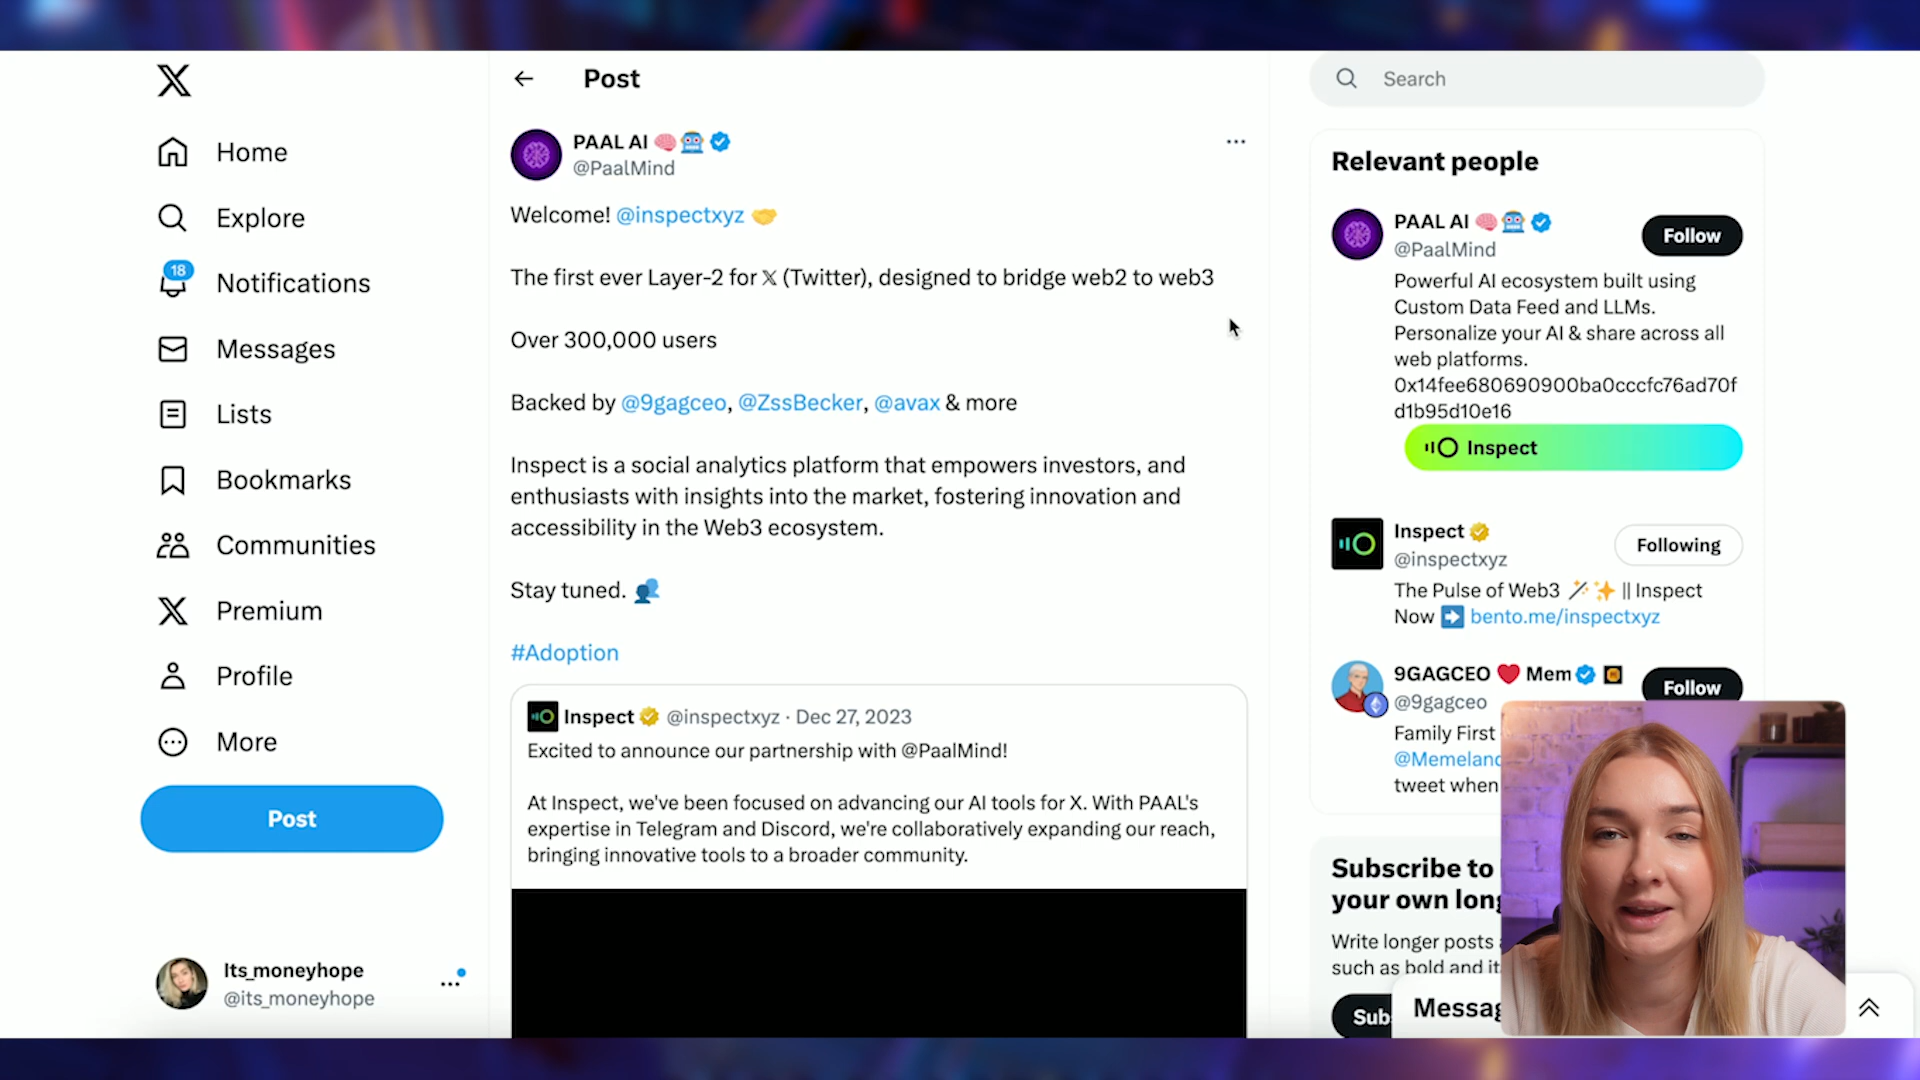 Home
Explore
18
Notifications
Messages
Lists
Bookmarks
Communities
Premium
Profile
More
Post
Its_moneyhope
@its_moneyhope
Post
PAAL AI
@PaalMind
Welcome! @inspectxyz
The first ever Layer-2 for 𝕏 (Twitter), designed to bridge web2 to web3
Over 300,000 users
Backed by @9gagceo, @ZssBecker, @avax & more
Inspect is a social analytics platform that empowers investors, and
enthusiasts with insights into the market, fostering innovation and
accessibility in the Web3 ecosystem.
Stay tuned.
#Adoption
Inspect @inspectxyz · Dec 27, 2023
Excited to announce our partnership with @PaalMind!
At Inspect, we've been focused on advancing our AI tools for X. With PAAL's
expertise in Telegram and Discord, we're collaboratively expanding our reach,
bringing innovative tools to a broader community.
Search
Relevant people
PAAL AI
@PaalMind
Follow
Powerful AI ecosystem built using
Custom Data Feed and LLMs.
Personalize your AI & share across all
web platforms.
0x14fee680690900ba0cccfc76ad70f
d1b95d10e16
Inspect
Inspect
@inspectxyz
Following
The Pulse of Web3 || Inspect
Now bento.me/inspectxyz
9GAGCEO Mem
@9gagceo
Follow
Family First
@Memeland
tweet when
Subscribe to
your own long
Write longer posts
such as bold and it
Sub
Messag